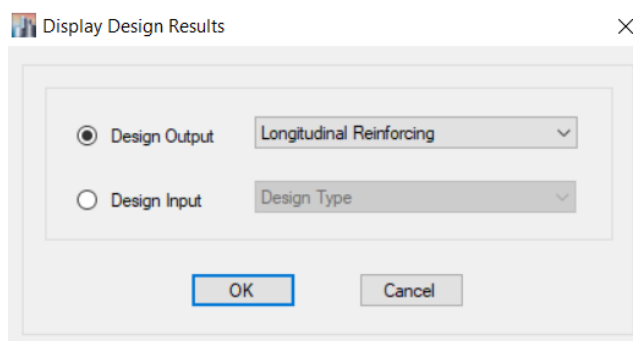 Display Design Results
Design Output Longitudinal Reinforcing
Design Input Design Type
OK Cancel